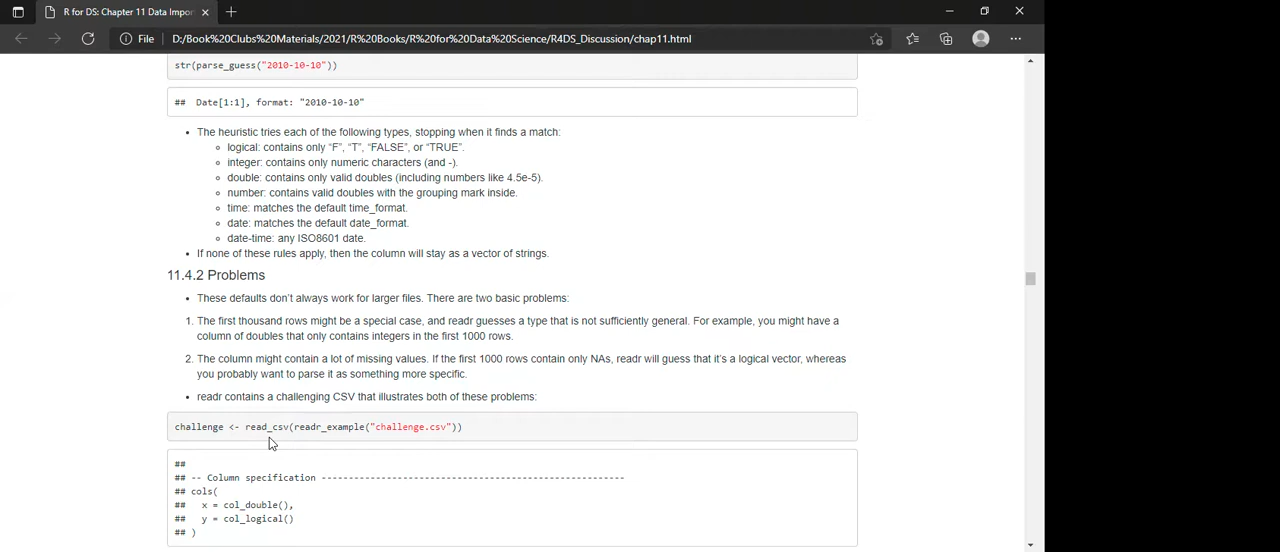 R for DS: Chapter 11 Data Impor
File
D:/Book%20Clubs%20Materials/2021/R%20Books/R%20for%20Data%20Science/R4DS_Discussion/chap11.html
str(parse_guess("2010-10-10"))
## Date[1:1], format: "2010-10-10"
• The heuristic tries each of the following types, stopping when it finds a match:
◦ logical: contains only “F”, “T”, “FALSE”, or “TRUE”.
◦ integer: contains only numeric characters (and -).
◦ double: contains only valid doubles (including numbers like 4.5e-5).
◦ number: contains valid doubles with the grouping mark inside.
◦ time: matches the default time_format.
◦ date: matches the default date_format.
◦ date-time: any ISO8601 date.
• If none of these rules apply, then the column will stay as a vector of strings.
11.4.2 Problems
• These defaults don’t always work for larger files. There are two basic problems:
1. The first thousand rows might be a special case, and readr guesses a type that is not sufficiently general. For example, you might have a
column of doubles that only contains integers in the first 1000 rows.
2. The column might contain a lot of missing values. If the first 1000 rows contain only NAs, readr will guess that it’s a logical vector, whereas
you probably want to parse it as something more specific.
• readr contains a challenging CSV that illustrates both of these problems:
challenge <- read_csv(readr_example("challenge.csv"))
##
## -- Column specification --------------------------------------------------------
## cols(
##   x = col_double(),
##   y = col_logical()
## )